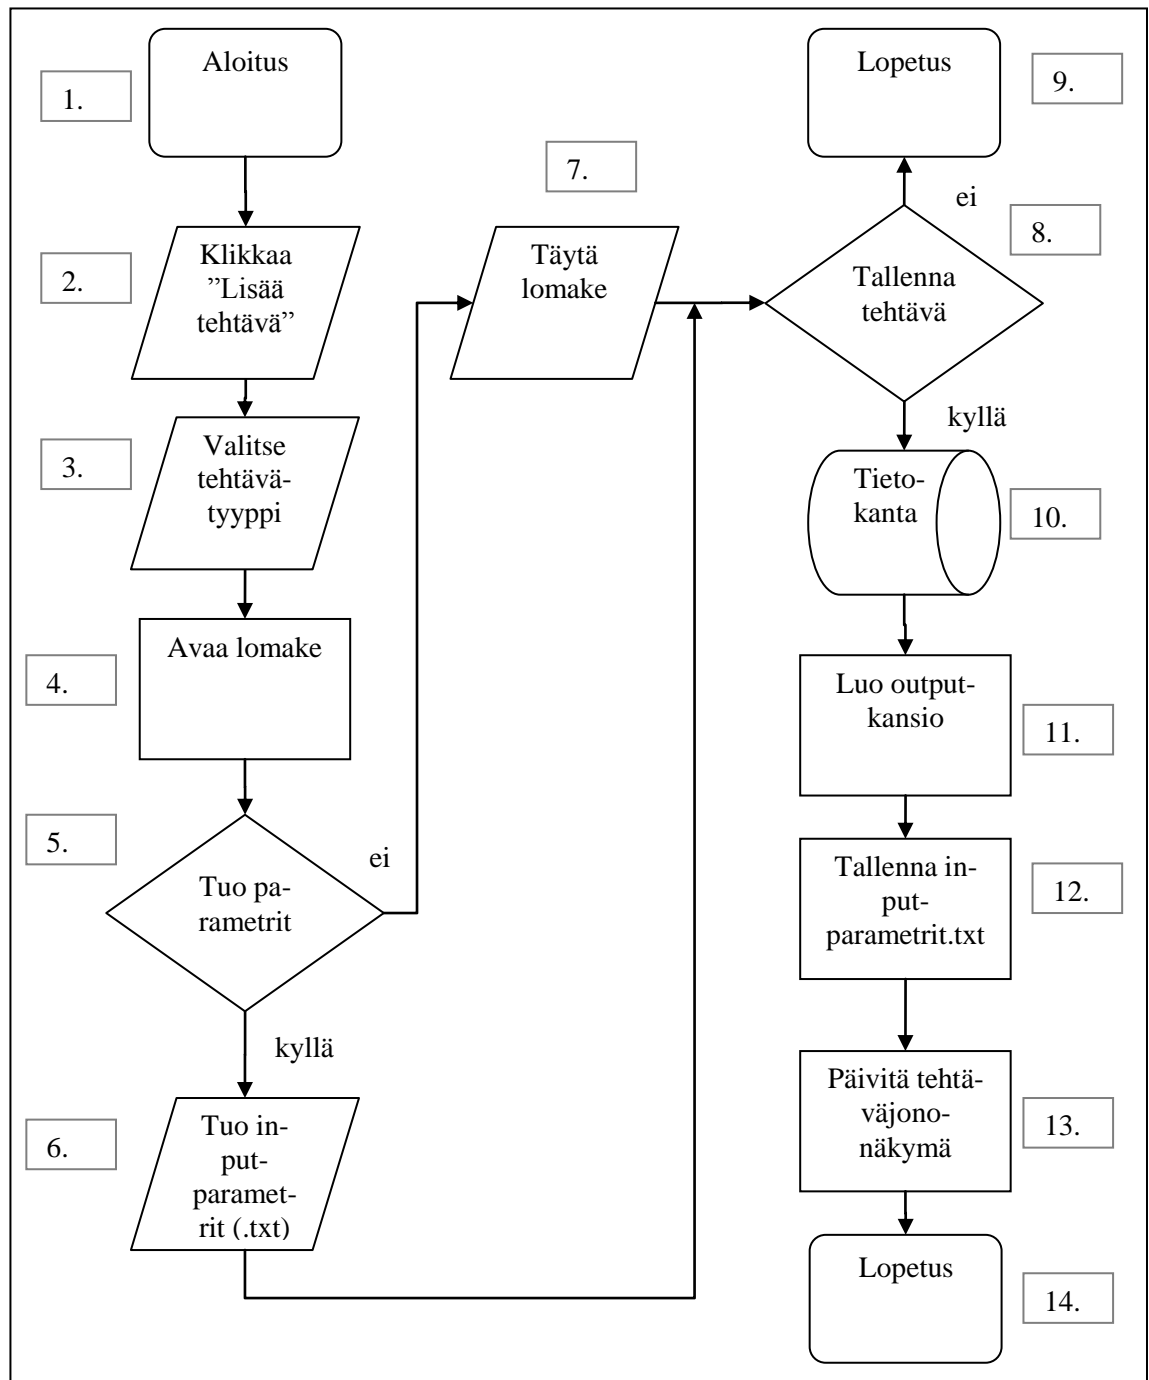 1.
Aloitus
2.
Klikkaa
”Lisää
tehtävä”
3.
Valitse
tehtävä-
tyyppi
4.
Avaa lomake
5.
Tuo pa-
rametrit
ei
kyllä
6.
Tuo in-
put-
paramet-
rit (.txt)
7.
Täytä
lomake
8.
Tallenna
tehtävä
ei
kyllä
9.
Lopetus
10.
Tieto-
kanta
11.
Luo output-
kansio
12.
Tallenna in-
put-
parametrit.txt
13.
Päivitä tehtä-
väjono-
näkymä
14.
Lopetus